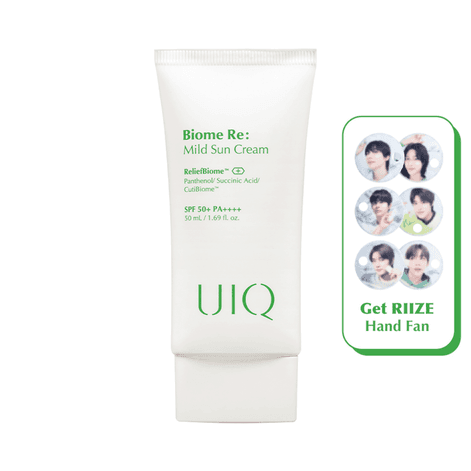 Biome Re:
Mild Sun Cream
ReliefBiome™
Panthenol/ Succinic Acid/
CutiBiome™
SPF 50+ PA++++
50 mL / 1.69 fl. oz.
UIQ
Get RIIZE
Hand Fan